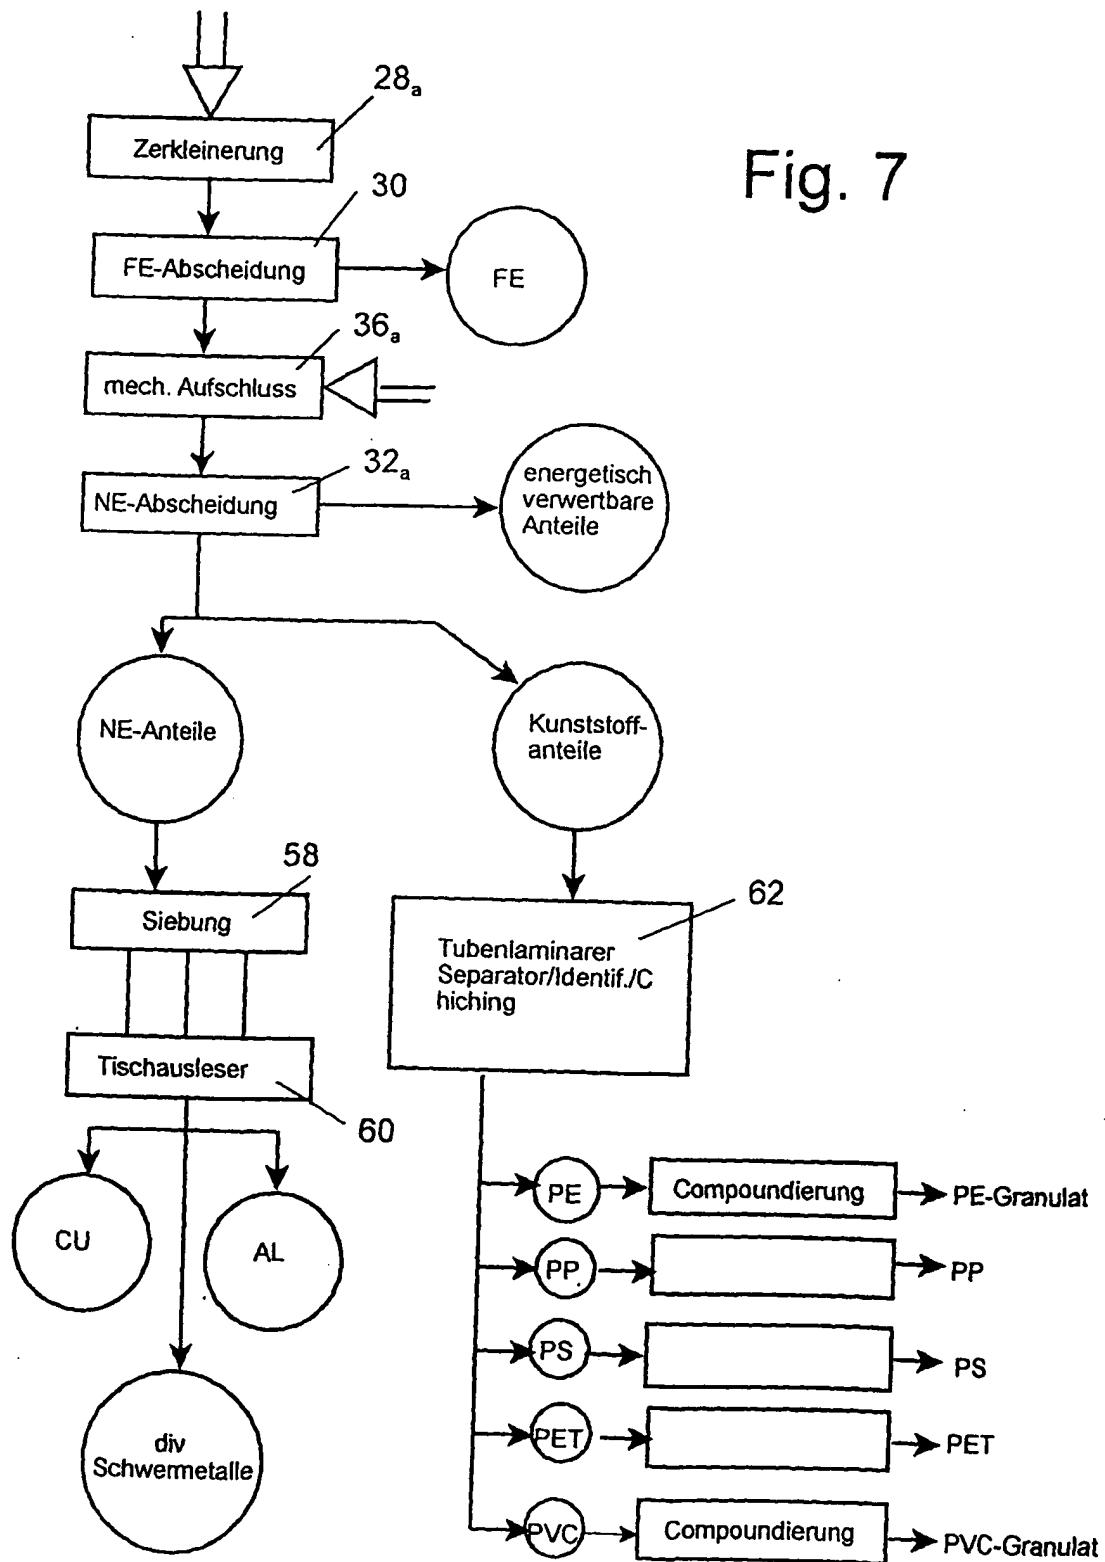 28a
Zerkleinerung
Fig. 7
30
FE-Abscheidung
FE
36a
mech. Aufschluss
32a
NE-Abscheidung
energetisch
verwertbare
Anteile
NE-Anteile
Kunststoff-
anteile
58
Siebung
62
Tubenlaminarer
Separator/Identif./C
hiching
Tischausleser
60
CU
AL
div
Schwermetalle
PE
Compoundierung
PE-Granulat
PP
PP
PS
PS
PET
PET
PVC
Compoundierung
PVC-Granulat